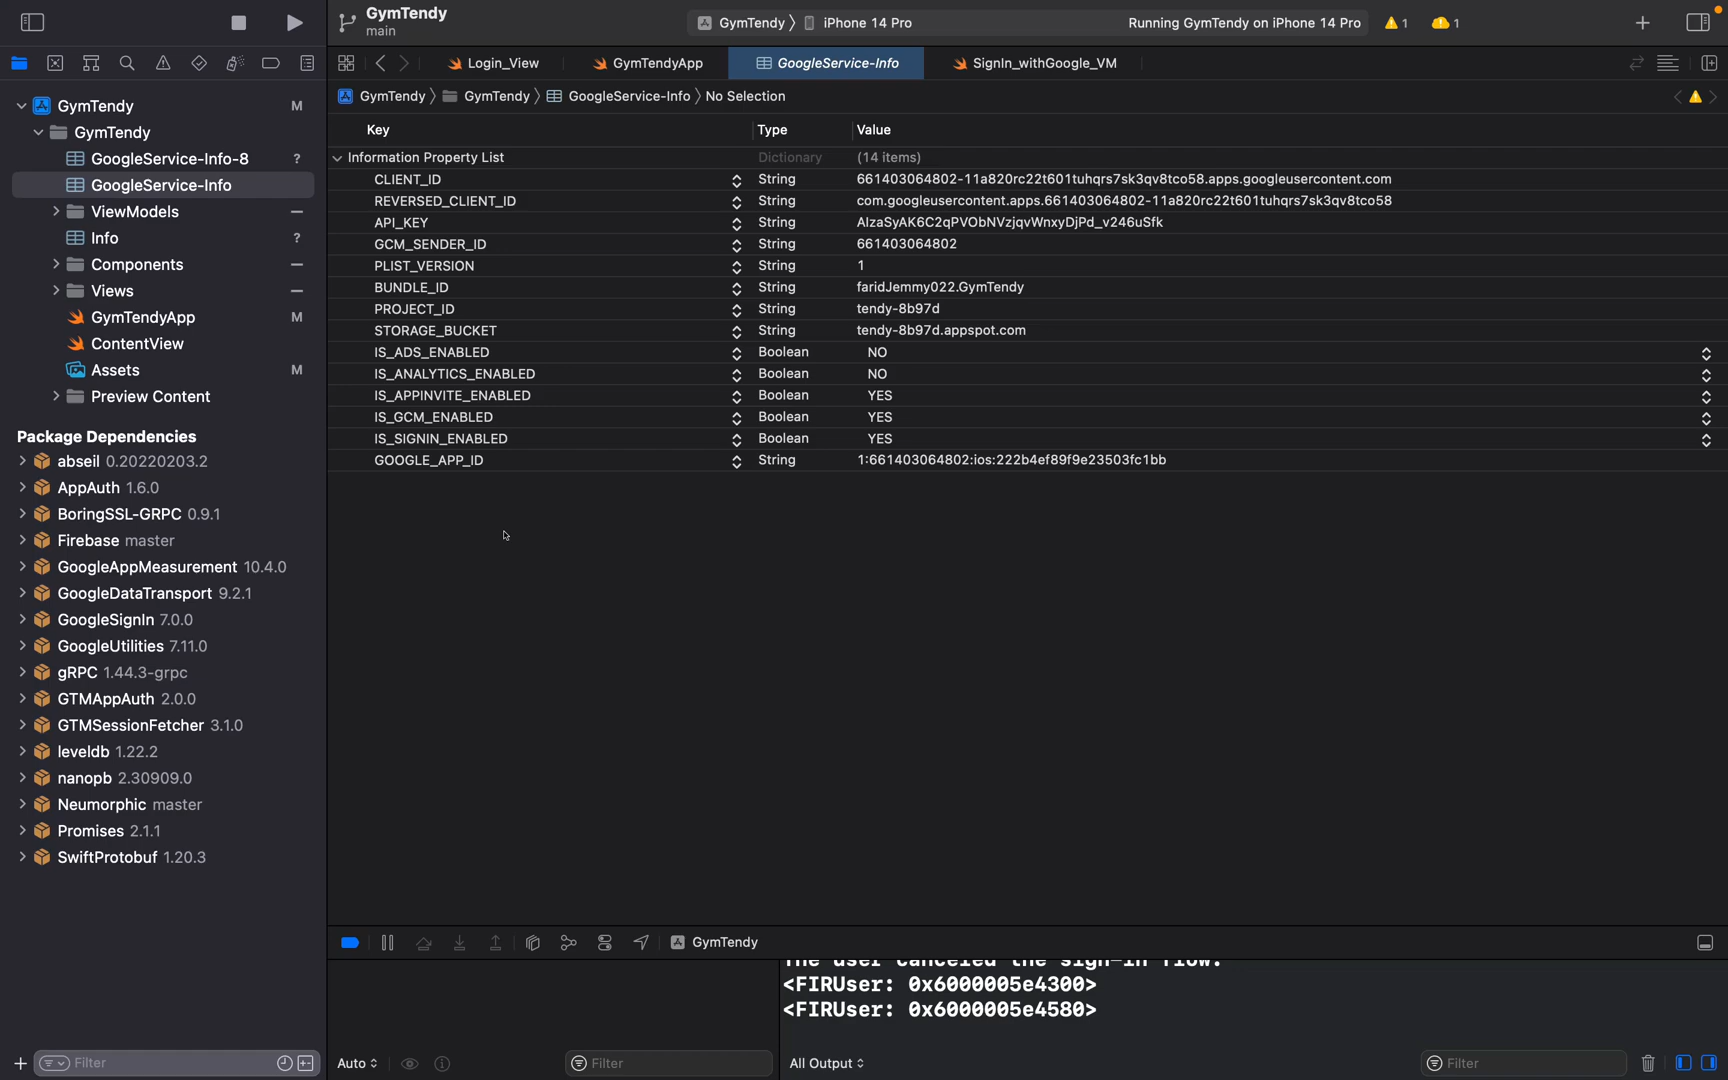 GymTendy
main
GymTendy 〉 iPhone 14 Pro
Running GymTendy on iPhone 14 Pro
1
1
Login_View
GymTendyApp
GoogleService-Info
SignIn_withGoogle_VM
GymTendy 〉 GymTendy 〉 GoogleService-Info 〉 No Selection
Key Type Value
Information Property List Dictionary (14 items)
CLIENT_ID String 661403064802-11a820rc22t601tuhqrs7sk3qv8tco58.apps.googleusercontent.com
REVERSED_CLIENT_ID String com.googleusercontent.apps.661403064802-11a820rc22t601tuhqrs7sk3qv8tco58
API_KEY String AIzaSyAK6C2qPVObNVzjqvWnxyDjPd_v246uSfk
GCM_SENDER_ID String 661403064802
PLIST_VERSION String 1
BUNDLE_ID String faridJemmy022.GymTendy
PROJECT_ID String tendy-8b97d
STORAGE_BUCKET String tendy-8b97d.appspot.com
IS_ADS_ENABLED Boolean NO
IS_ANALYTICS_ENABLED Boolean NO
IS_APPINVITE_ENABLED Boolean YES
IS_GCM_ENABLED Boolean YES
IS_SIGNIN_ENABLED Boolean YES
GOOGLE_APP_ID String 1:661403064802:ios:222b4ef89f9e23503fc1bb
GymTendy M
GymTendy
GoogleService-Info-8 ?
GoogleService-Info
ViewModels
Info ?
Components
Views
GymTendyApp M
ContentView
Assets M
Preview Content
Package Dependencies
abseil 0.20220203.2
AppAuth 1.6.0
BoringSSL-GRPC 0.9.1
Firebase master
GoogleAppMeasurement 10.4.0
GoogleDataTransport 9.2.1
GoogleSignIn 7.0.0
GoogleUtilities 7.11.0
gRPC 1.44.3-grpc
GTMAppAuth 2.0.0
GTMSessionFetcher 3.1.0
leveldb 1.22.2
nanopb 2.30909.0
Neumorphic master
Promises 2.1.1
SwiftProtobuf 1.20.3
Filter
GymTendy
The user canceled the sign-in flow.
<FIRUser: 0x6000005e4300>
<FIRUser: 0x6000005e4580>
Auto
Filter
All Output
Filter